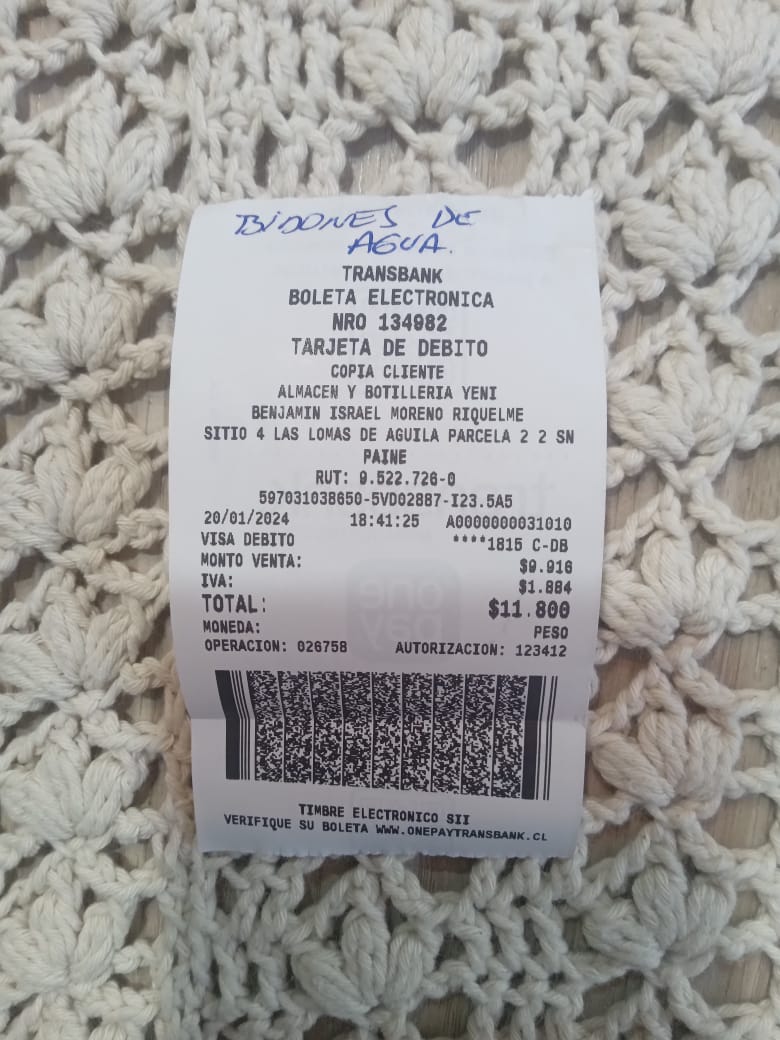 BIDONES DE
AGUA.
TRANSBANK
BOLETA ELECTRONICA
NRO 134982
TARJETA DE DEBITO
COPIA CLIENTE
ALMACEN Y BOTILLERIA YENI
BENJAMIN ISRAEL MORENO RIQUELME
SITIO 4 LAS LOMAS DE AGUILA PARCELA 2 2 SN
PAINE
RUT: 9.522.726-0
597031038650-5VD02887-I23.5A5
20/01/2024 18:41:25 A0000000031010
VISA DEBITO ****1815 C-DB
MONTO VENTA: $9.916
IVA: $1.884
TOTAL: $11.800
MONEDA: PESO
OPERACION: 026758 AUTORIZACION: 123412
TIMBRE ELECTRONICO SII
VERIFIQUE SU BOLETA WWW.ONEPAYTRANSBANK.CL